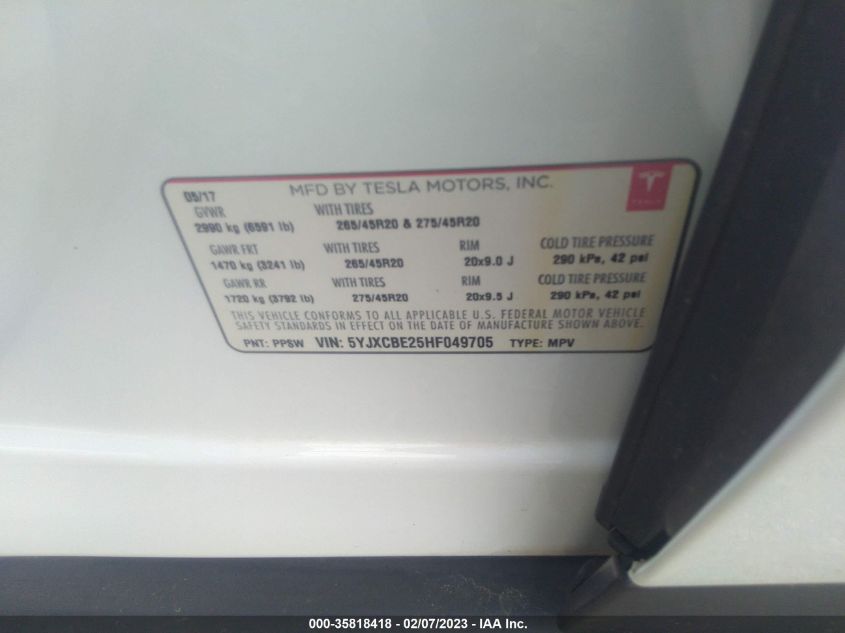 05/17 MFD BY TESLA MOTORS, INC.
GVWR WITH TIRES
2990 kg (6591 lb) 265/45R20 & 275/45R20
GAWR FRT WITH TIRES RIM COLD TIRE PRESSURE
1470 kg (3241 lb) 265/45R20 20x9.0 J 290 kPa, 42 psi
GAWR RR WITH TIRES RIM COLD TIRE PRESSURE
1720 kg (3792 lb) 275/45R20 20x9.5 J 290 kPa, 42 psi
THIS VEHICLE CONFORMS TO ALL APPLICABLE U.S. FEDERAL MOTOR VEHICLE
SAFETY STANDARDS IN EFFECT ON THE DATE OF MANUFACTURE SHOWN ABOVE.
PNT: PPSW VIN: 5YJXCBE25HF049705 TYPE: MPV
TESLA
000-35818418 - 02/07/2023 - © IAA Inc.